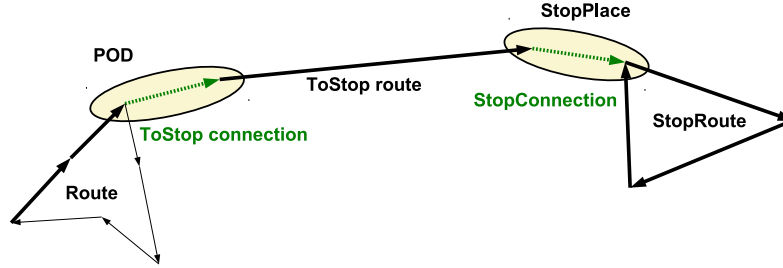 StopPlace
POD
ToStop route
StopConnection
StopRoute
ToStop connection
Route